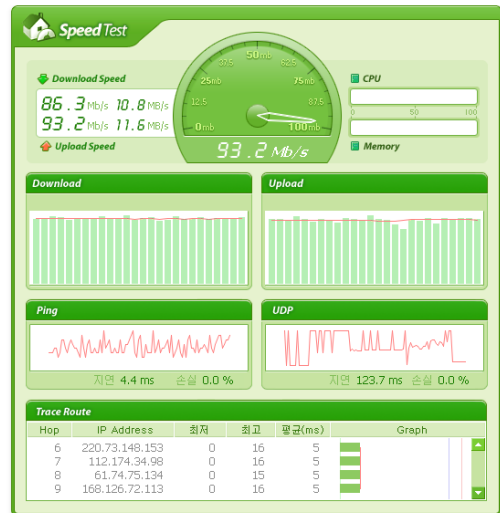 Speed Test
Download Speed
86.3 Mb/s 10.8 MB/s
93.2 Mb/s 11.6 MB/s
Upload Speed
0mb 12.5 25mb 37.5 50mb 62.5 75mb 87.5 100mb
93.2 Mb/s
CPU
0 50 100
Memory
Download
Upload
Ping
지연 4.4 ms 손실 0.0 %
UDP
지연 123.7 ms 손실 0.0 %
Trace Route
Hop IP Address 최저 최고 평균(ms) Graph
6 220.73.148.153 0 16 5
7 112.174.34.98 0 16 5
8 61.74.75.134 0 15 5
9 168.126.72.113 0 16 5